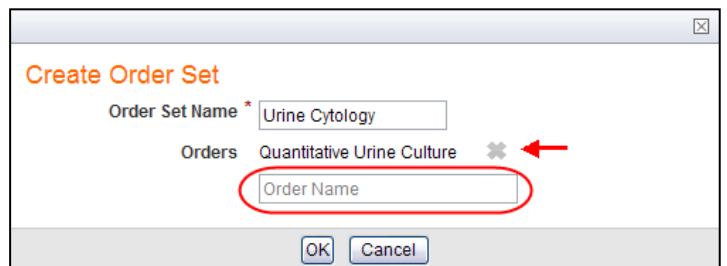 Create Order Set
Order Set Name * Urine Cytology
Orders Quantitative Urine Culture
Order Name
OK Cancel